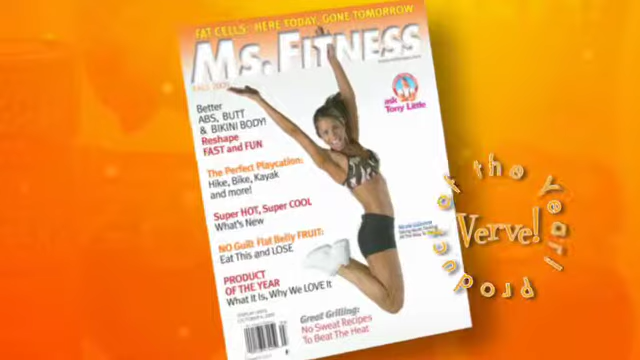 FAT CELLS: HERE TODAY, GONE TOMORROW
MS. FITNESS
FALL 2009
Better
ABS, BUTT
& BIKINI BODY!
Reshape
FAST and FUN
ask
Tony Little
The Perfect Playcation:
Hike, Bike, Kayak
and more!
Super HOT, Super COOL
What's New
NO Guilt Flat Belly FRUIT:
Eat This and LOSE
PRODUCT
OF THE YEAR
What It Is, Why We LOVE It
Great Grilling:
No Sweat Recipes
To Beat The Heat
Verve!
Product of the Year!